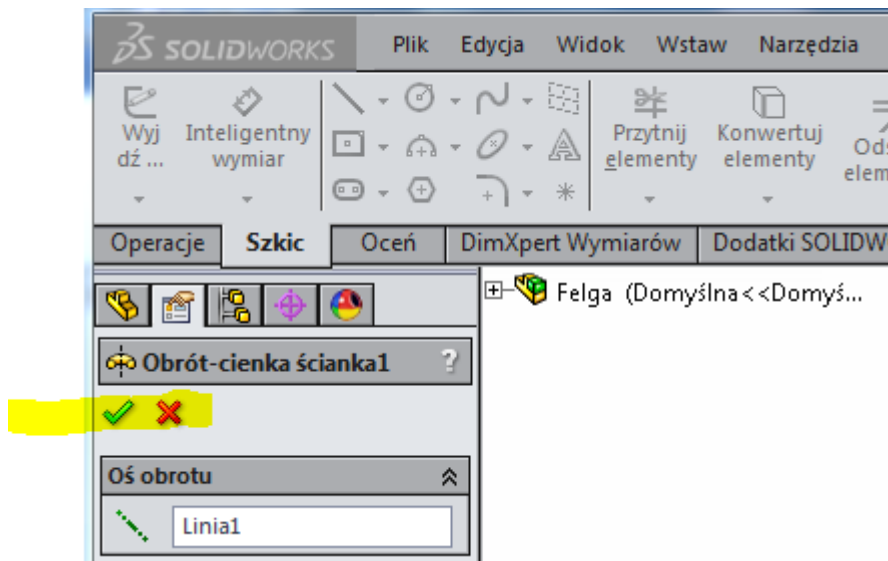 SOLIDWORKS Plik Edycja Widok Wstaw Narzędzia
Wyj
dź ...
Inteligentny
wymiar
Przytnij
elementy
Konwertuj
elementy
Ods
elem
Operacje Szkic Oceń DimXpert Wymiarów Dodatki SOLIDW
Felga (Domyślna<<Domyś...
Obrót-cienka ścianka1 ?
Oś obrotu
Linia1